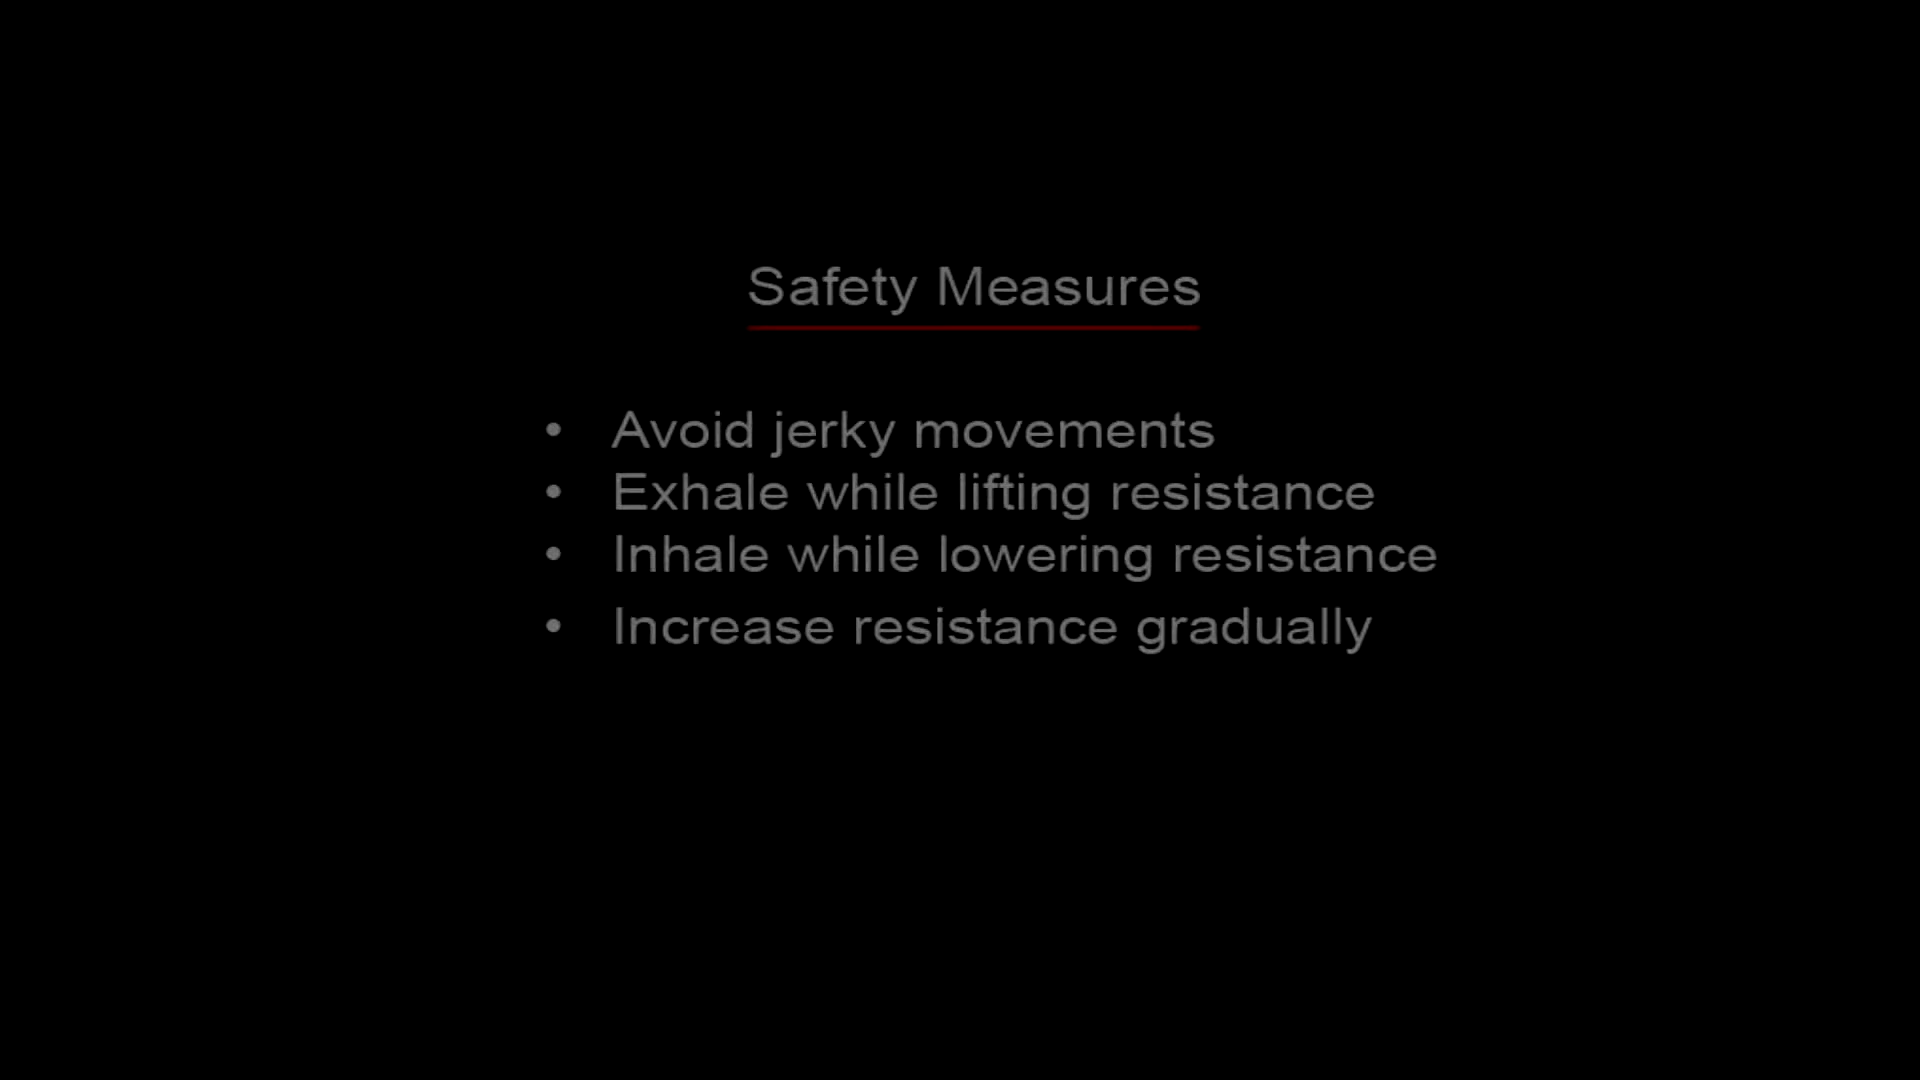 Safety Measures
• Avoid jerky movements
• Exhale while lifting resistance
• Inhale while lowering resistance
• Increase resistance gradually